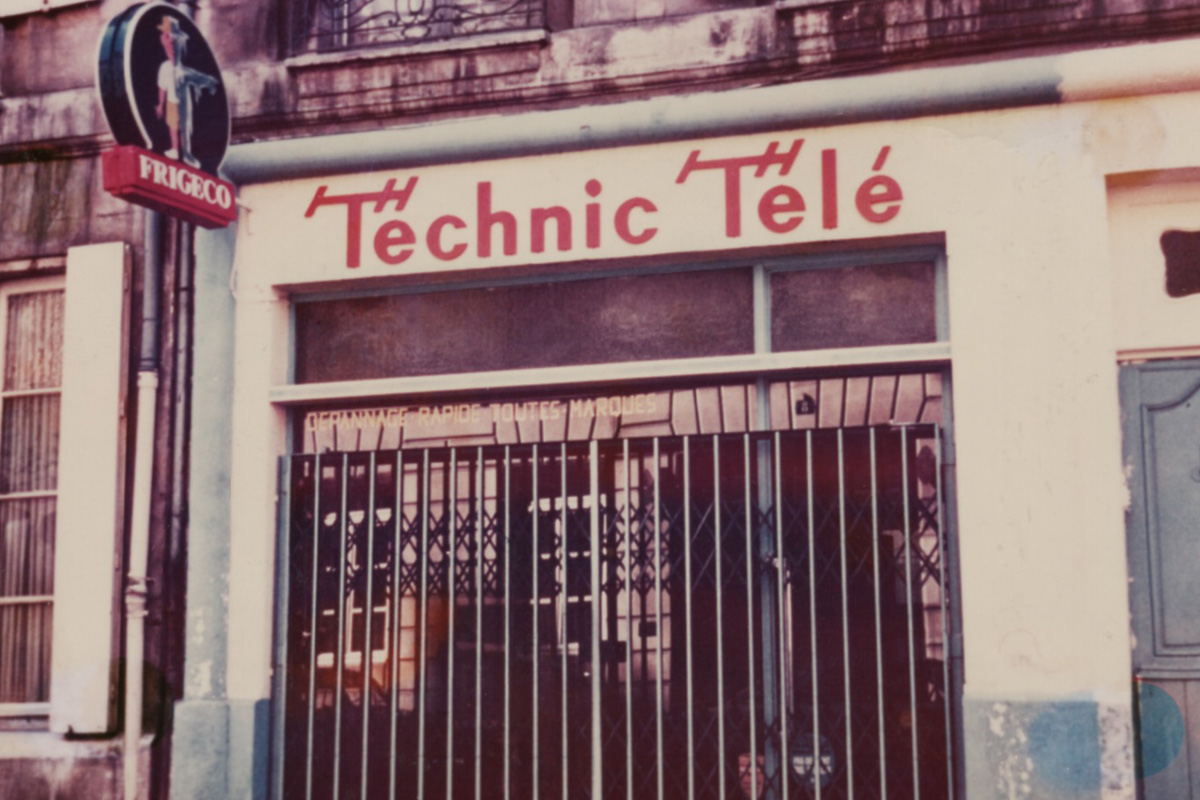 FRIGECO
Technic Télé
DEPANNAGE RAPIDE TOUTES MARQUES